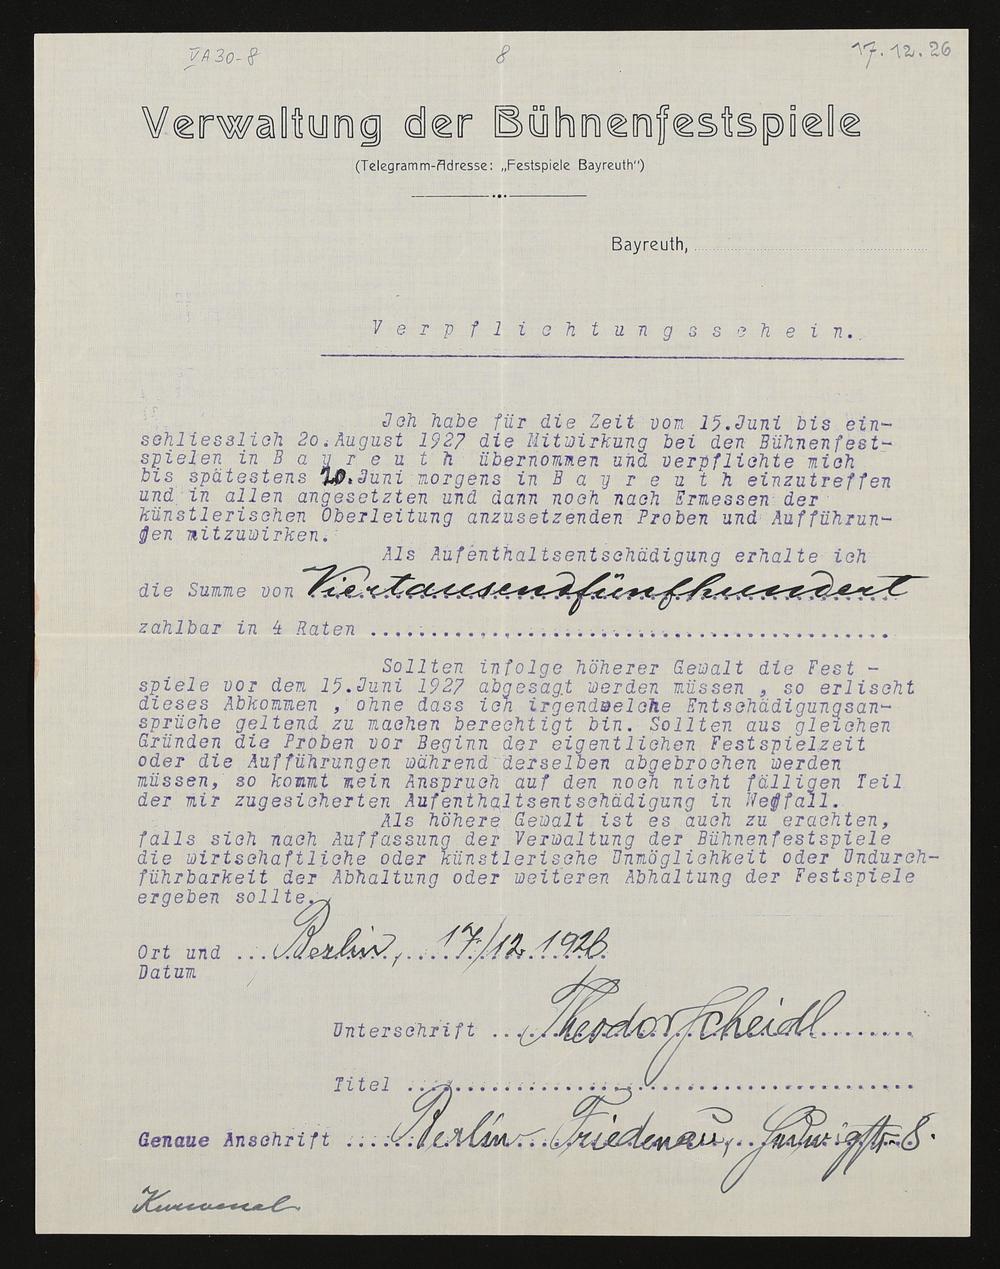 VA30-8 8 17.12.26
Verwaltung der Bühnenfestspiele
(Telegramm-Adresse: „Festspiele Bayreuth")
Bayreuth,
Verpflichtungsschein.
Ich habe für die Zeit vom 15.Juni bis ein-
schliesslich 2o.August 1927 die Mitwirkung bei den Bühnenfest-
spielen in B a y r e u t h übernommen und verpflichte mich
bis spätestens 20.Juni morgens in B a y r e u t h einzutreffen
und in allen angesetzten und dann noch nach Ermessen der
künstlerischen Oberleitung anzusetzenden Proben und Aufführun-
gen mitzuwirken.
Als Aufenthaltsentschädigung erhalte ich
die Summe von Viertausendfünfhundert
zahlbar in 4 Raten ........................................
Sollten infolge höherer Gewalt die Fest -
spiele vor dem 15.Juni 1927 abgesagt werden müssen , so erlischt
dieses Abkommen , ohne dass ich irgendwelche Entschädigungsan-
sprüche geltend zu machen berechtigt bin. Sollten aus gleichen
Gründen die Proben vor Beginn der eigentlichen Festspielzeit
oder die Aufführungen während derselben abgebrochen werden
müssen, so kommt mein Anspruch auf den noch nicht fälligen Teil
der mir zugesicherten Aufenthaltsentschädigung in Wegfall.
Als höhere Gewalt ist es auch zu erachten,
falls sich nach Auffassung der Verwaltung der Bühnenfestspiele
die wirtschaftliche oder künstlerische Unmöglichkeit oder Undurch-
führbarkeit der Abhaltung oder weiteren Abhaltung der Festspiele
ergeben sollte.
Ort und ... Berlin, 17/12 1926
Datum
Unterschrift ... Theodor Scheidl
Titel ........................................
Genaue Anschrift .... Berlin Friedenau, Hedwigstr 8.
Kurwenal